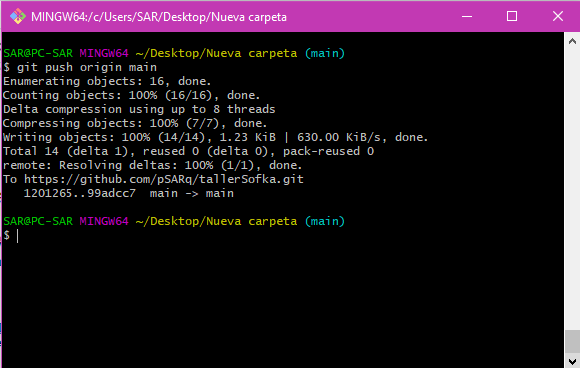 MINGW64:/c/Users/SAR/Desktop/Nueva carpeta
SAR@PC-SAR MINGW64 ~/Desktop/Nueva carpeta (main)
$ git push origin main
Enumerating objects: 16, done.
Counting objects: 100% (16/16), done.
Delta compression using up to 8 threads
Compressing objects: 100% (7/7), done.
Writing objects: 100% (14/14), 1.23 KiB | 630.00 KiB/s, done.
Total 14 (delta 1), reused 0 (delta 0), pack-reused 0
remote: Resolving deltas: 100% (1/1), done.
To https://github.com/pSARq/tallerSofka.git
   1201265..99adcc7  main -> main
SAR@PC-SAR MINGW64 ~/Desktop/Nueva carpeta (main)
$